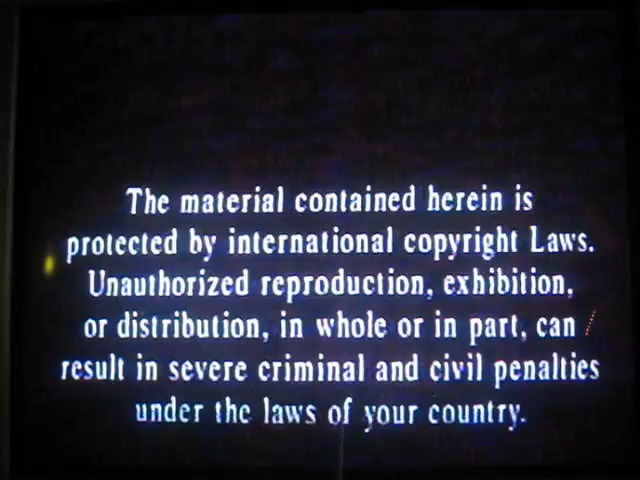 The material contained herein is
protected by international copyright Laws.
Unauthorized reproduction, exhibition,
or distribution, in whole or in part, can
result in severe criminal and civil penalties
under the laws of your country.